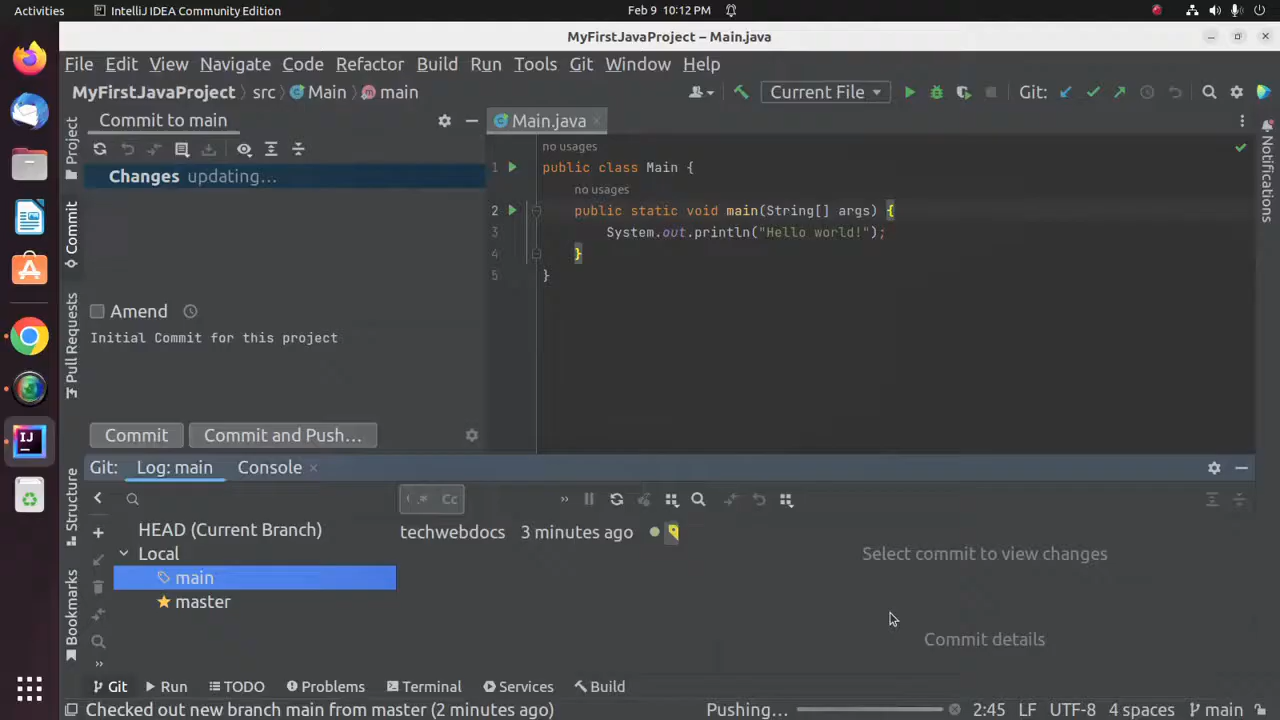 Activities IntelliJ IDEA Community Edition Feb 9 10:12 PM
MyFirstJavaProject – Main.java
File Edit View Navigate Code Refactor Build Run Tools Git Window Help
MyFirstJavaProject src Main main Current File Git:
Commit to main
Main.java
Project
Commit
Pull Requests
Structure
Bookmarks
Notifications
Changes updating...
no usages
1 public class Main {
no usages
2 public static void main(String[] args) {
3 System.out.println("Hello world!");
4 }
5 }
Amend
Initial Commit for this project
Commit Commit and Push...
Git: Log: main Console
.* Cc
HEAD (Current Branch)
Local
main
master
techwebdocs 3 minutes ago
Select commit to view changes
Commit details
Git Run TODO Problems Terminal Services Build
Checked out new branch main from master (2 minutes ago) Pushing... 2:45 LF UTF-8 4 spaces main